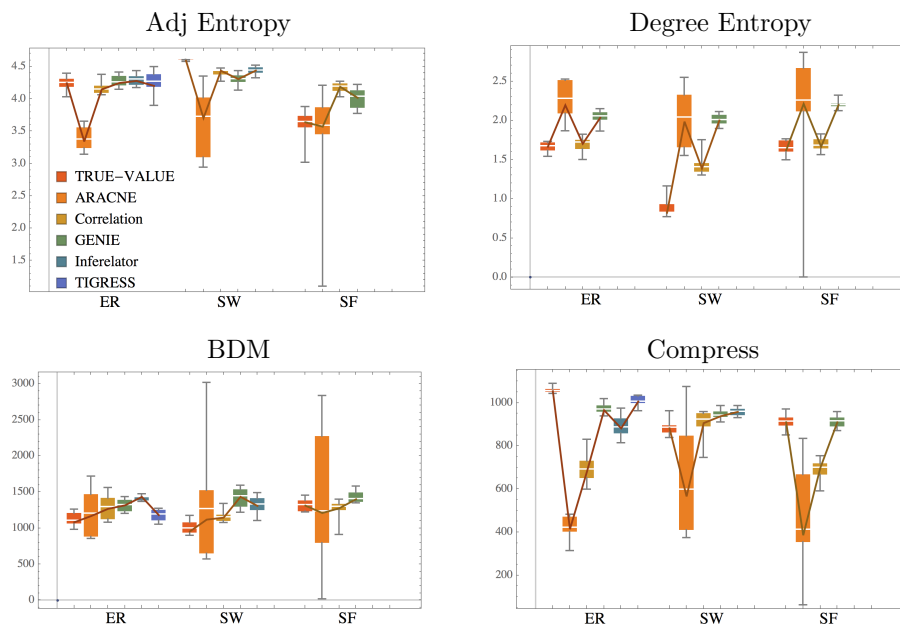 Adj Entropy
4.5
4.0
3.5
3.0
2.5
2.0
1.5
TRUE−VALUE
ARACNE
Correlation
GENIE
Inferelator
TIGRESS
ER SW SF
Degree Entropy
2.5
2.0
1.5
1.0
0.5
0.0
ER SW SF
BDM
3000
2500
2000
1500
1000
500
0
ER SW SF
Compress
1000
800
600
400
200
ER SW SF